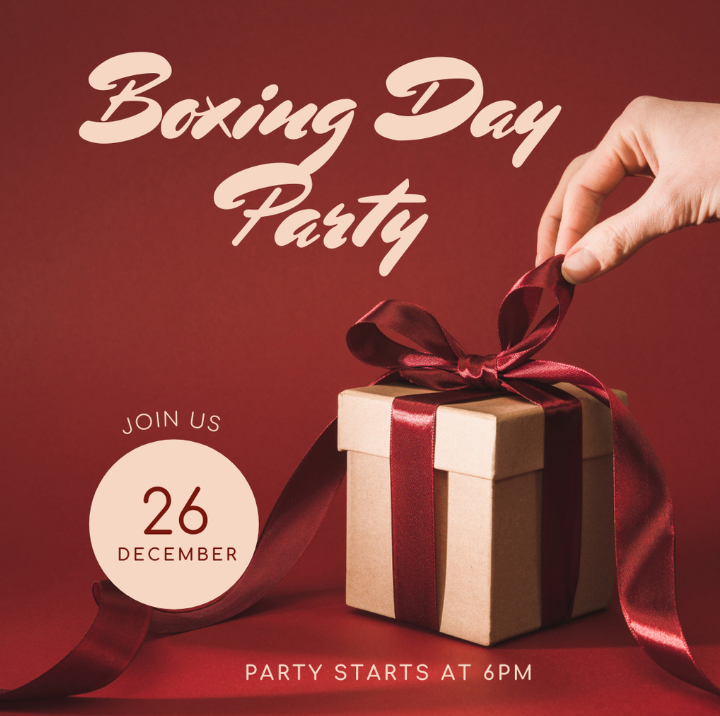 Boxing Day
Party
JOIN US
26
DECEMBER
PARTY STARTS AT 6PM